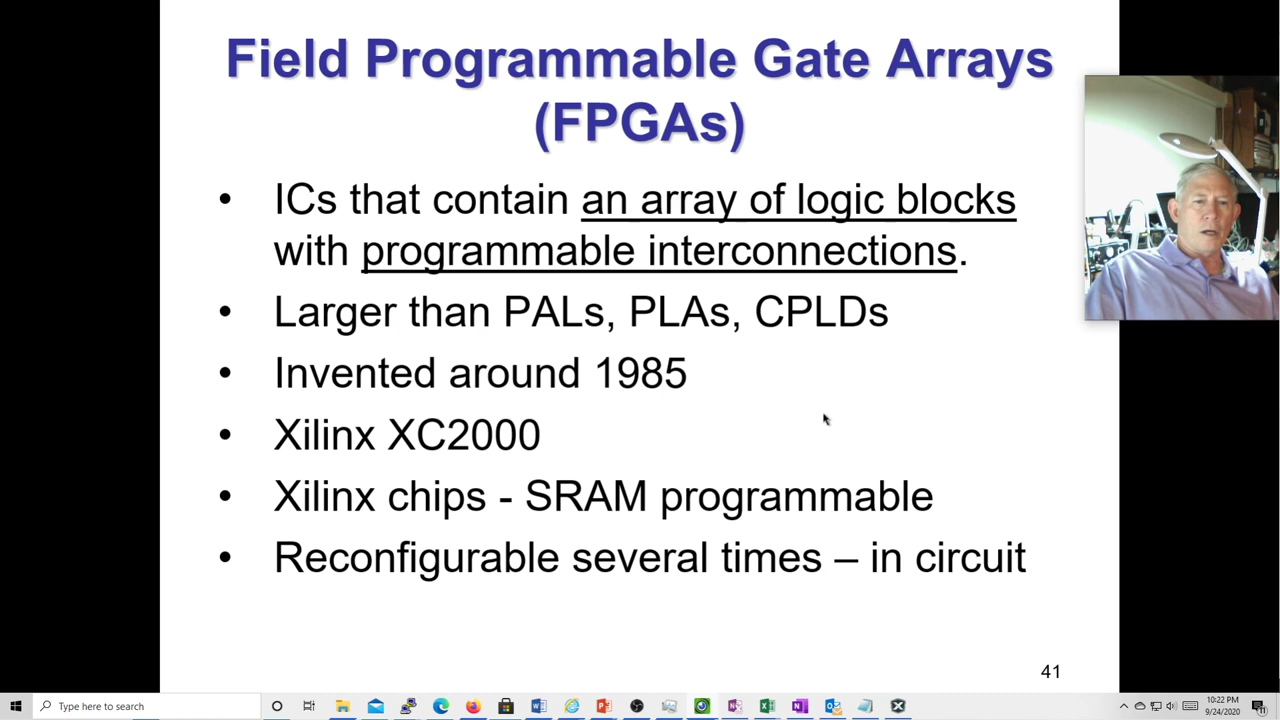 Field Programmable Gate Arrays
(FPGAs)
• ICs that contain an array of logic blocks
with programmable interconnections.
• Larger than PALs, PLAs, CPLDs
• Invented around 1985
• Xilinx XC2000
• Xilinx chips - SRAM programmable
• Reconfigurable several times – in circuit
41
Type here to search
10:22 PM
9/24/2020